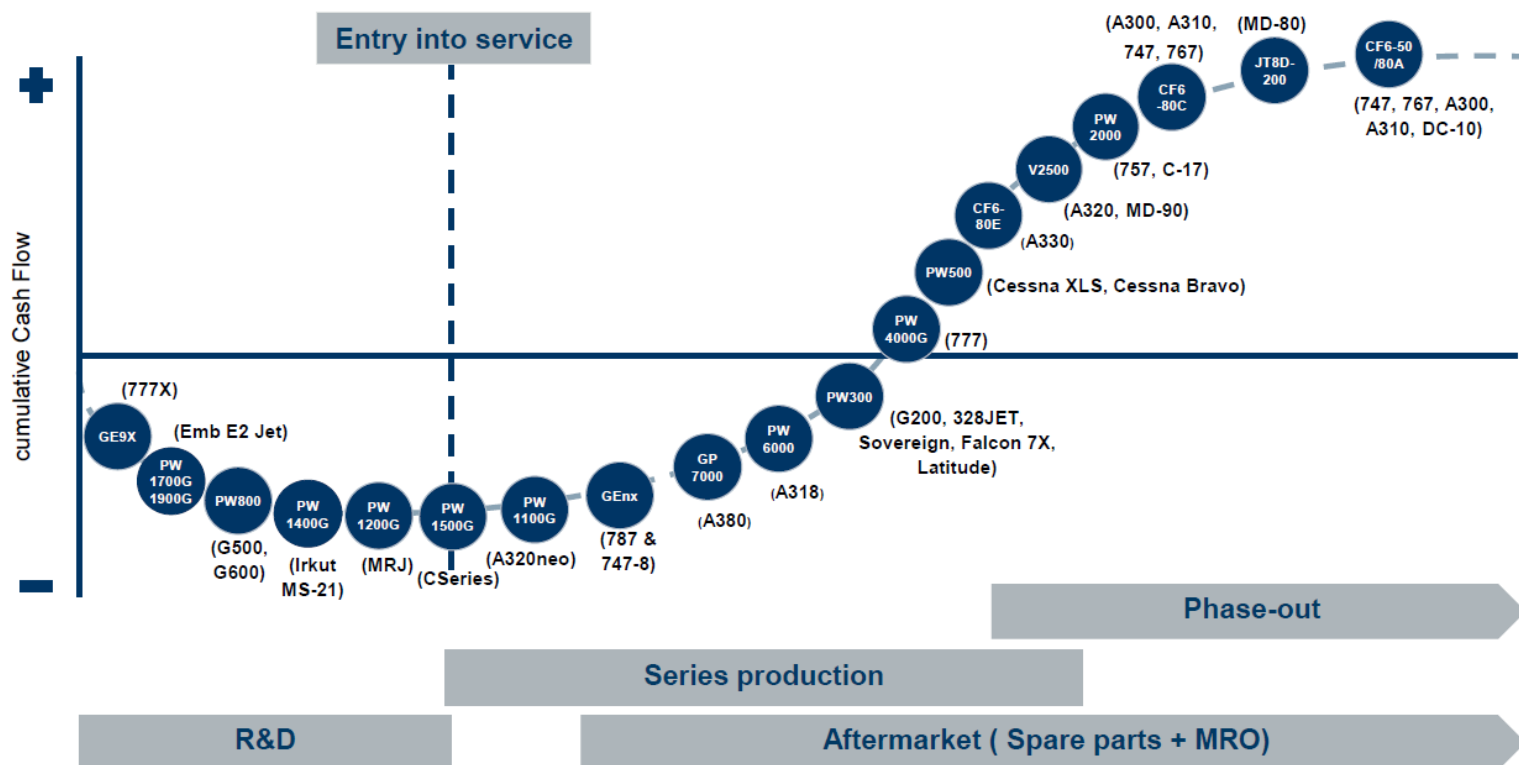 Entry into service
cumulative Cash Flow
(777X)
GE9X
(Emb E2 Jet)
PW
1700G
1900G
PW800
(G500,
G600)
PW
1400G
(Irkut
MS-21)
PW
1200G
(MRJ)
PW
1500G
(CSeries)
PW
1100G
(A320neo)
GEnx
(787 &
747-8)
GP
7000
(A380)
PW
6000
(A318)
PW300
(G200, 328JET,
Sovereign, Falcon 7X,
Latitude)
PW
4000G
(777)
PW500
(Cessna XLS, Cessna Bravo)
CF6-
80E
(A330)
V2500
(A320, MD-90)
PW
2000
(757, C-17)
(A300, A310,
747, 767)
CF6
-80C
(MD-80)
JT8D-
200
CF6-50
/80A
(747, 767, A300,
A310, DC-10)
Phase-out
Series production
R&D
Aftermarket ( Spare parts + MRO)